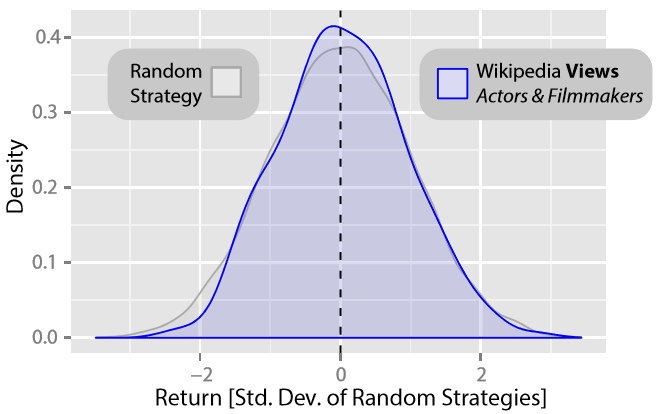 0.4
0.3
0.2
0.1
0.0
Density
Random
Strategy
Wikipedia Views
Actors & Filmmakers
−2
0
2
Return [Std. Dev. of Random Strategies]